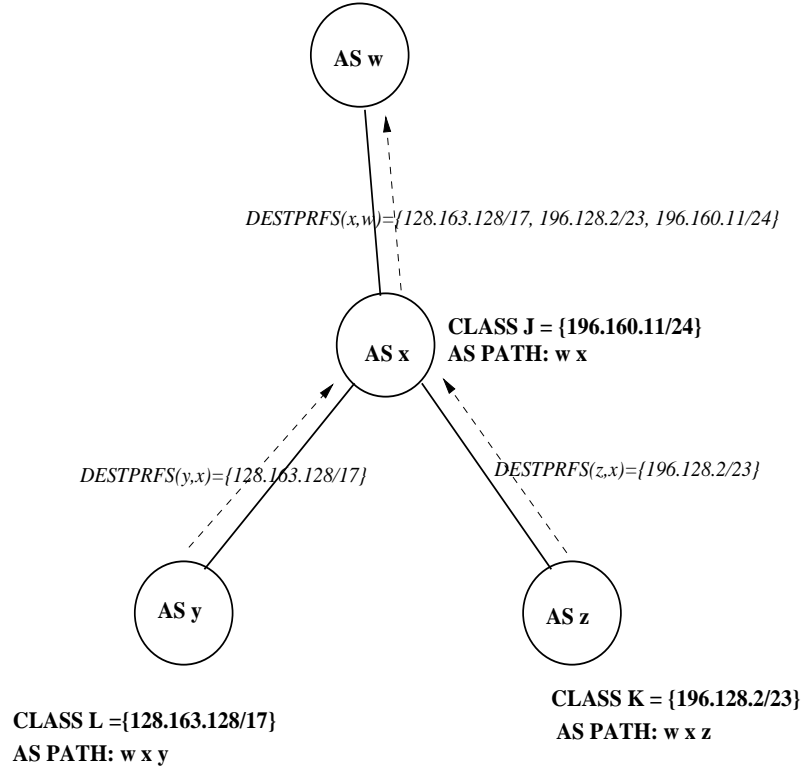 AS w
DESTPRFS(x,w)={128.163.128/17, 196.128.2/23, 196.160.11/24}
CLASS J = {196.160.11/24}
AS PATH: w x
AS x
DESTPRFS(y,x)={128.163.128/17}
DESTPRFS(z,x)={196.128.2/23}
AS y
AS z
CLASS L ={128.163.128/17}
AS PATH: w x y
CLASS K = {196.128.2/23}
AS PATH: w x z